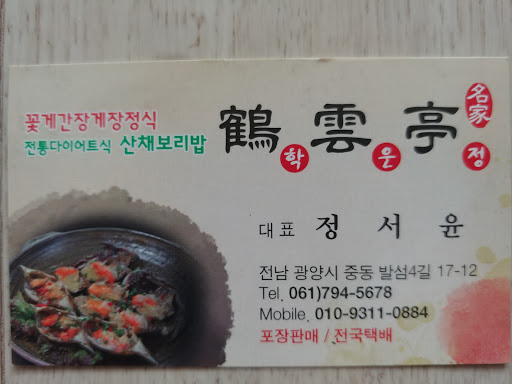 꽃게간장게장정식
전통다이어트식 산채보리밥
鶴雲亭 名家
학 운 정
대표 정 서 윤
전남 광양시 중동 발섬4길 17-12
Tel. 061)794-5678
Mobile. 010-9311-0884
포장판매 / 전국택배